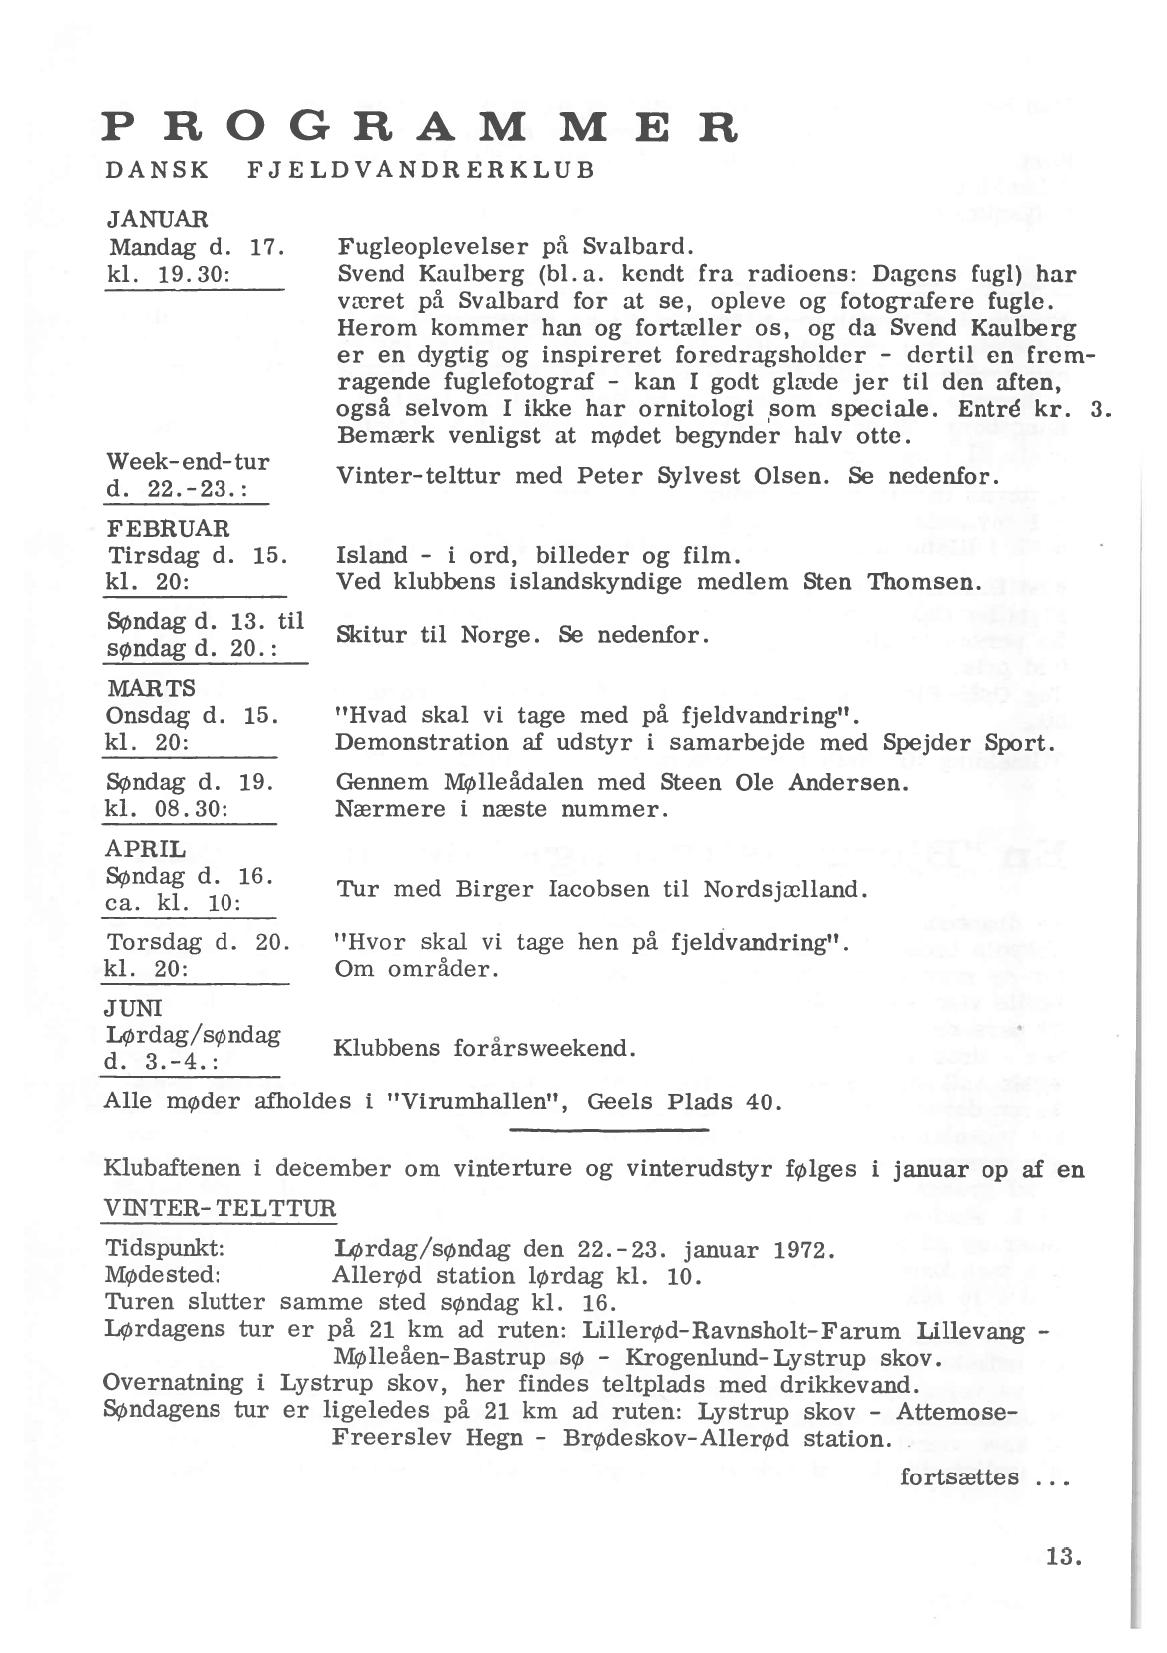 PROGRAMMER
DANSK FJELDVANDRERKLUB
JANUAR
Mandag d. 17.
kl. 19.30:
Fugleoplevelser på Svalbard.
Svend Kaulberg (bl.a. kendt fra radioens: Dagens fugl) har
været på Svalbard for at se, opleve og fotografere fugle.
Herom kommer han og fortæller os, og da Svend Kaulberg
er en dygtig og inspireret foredragsholder - dertil en frem-
ragende fuglefotograf - kan I godt glæde jer til den aften,
også selvom I ikke har ornitologi som speciale. Entré kr. 3.
Bemærk venligst at mødet begynder halv otte.
Week-end-tur
d. 22.-23.:
Vinter-telttur med Peter Sylvest Olsen. Se nedenfor.
FEBRUAR
Tirsdag d. 15.
kl. 20:
Island - i ord, billeder og film.
Ved klubbens islandskyndige medlem Sten Thomsen.
Søndag d. 13. til
søndag d. 20.:
Skitur til Norge. Se nedenfor.
MARTS
Onsdag d. 15.
kl. 20:
"Hvad skal vi tage med på fjeldvandring".
Demonstration af udstyr i samarbejde med Spejder Sport.
Søndag d. 19.
kl. 08.30:
Gennem Mølleådalen med Steen Ole Andersen.
Nærmere i næste nummer.
APRIL
Søndag d. 16.
ca. kl. 10:
Tur med Birger Iacobsen til Nordsjælland.
Torsdag d. 20.
kl. 20:
"Hvor skal vi tage hen på fjeldvandring".
Om områder.
JUNI
Lørdag/søndag
d. 3.-4.:
Klubbens forårsweekend.
Alle møder afholdes i "Virumhallen", Geels Plads 40.
Klubaftenen i december om vinterture og vinterudstyr følges i januar op af en
VINTER-TELTTUR
Tidspunkt: Lørdag/søndag den 22.-23. januar 1972.
Mødested: Allerød station lørdag kl. 10.
Turen slutter samme sted søndag kl. 16.
Lørdagens tur er på 21 km ad ruten: Lillerød-Ravnsholt-Farum Lillevang -
Mølleåen-Bastrup sø - Krogenlund-Lystrup skov.
Overnatning i Lystrup skov, her findes teltplads med drikkevand.
Søndagens tur er ligeledes på 21 km ad ruten: Lystrup skov - Attemose-
Freerslev Hegn - Brødeskov-Allerød station.
fortsættes ...
13.